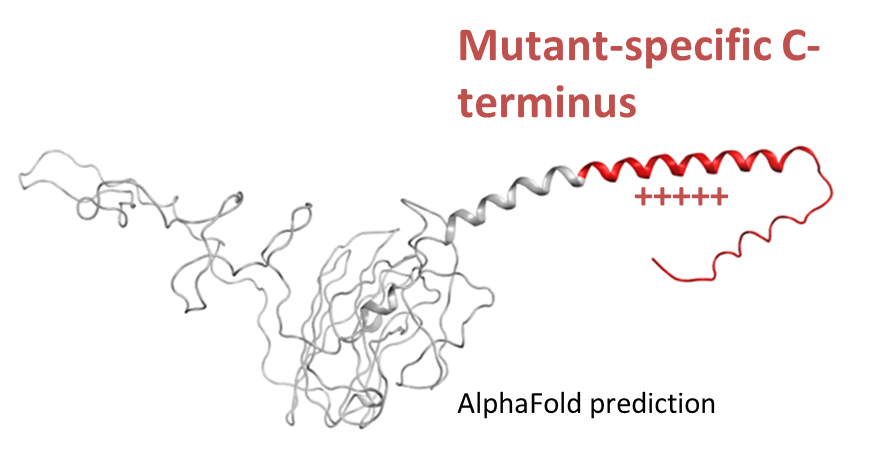 Mutant-specific C-
terminus
+++++
AlphaFold prediction